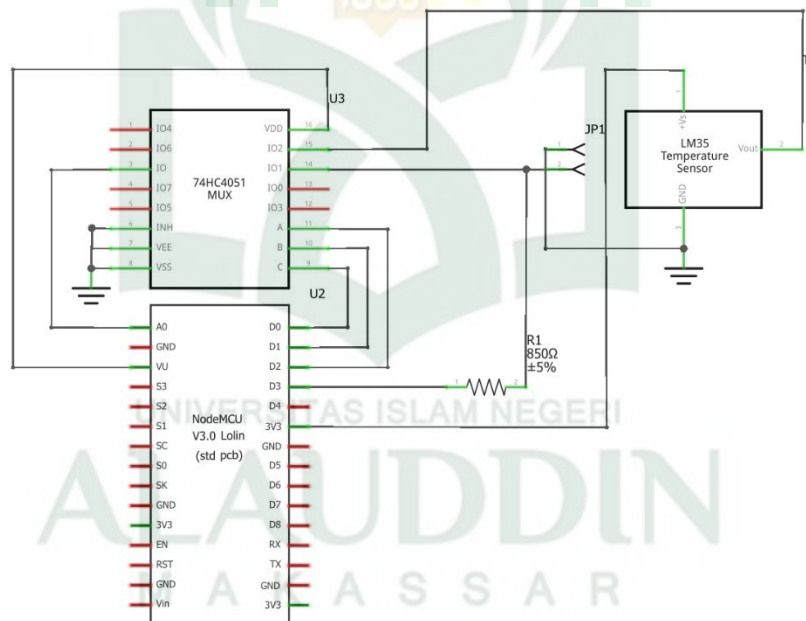 U3
74HC4051
MUX
1 IO4
2 IO6
3 IO
4 IO7
5 IO5
6 INH
7 VEE
8 VSS
VDD 16
IO2 15
IO1 14
IO0 13
IO3 12
A 11
B 10
C 9
JP1
1
2
LM35
Temperature
Sensor
1 +Vs
Vout 2
GND 3
U2
NodeMCU
V3.0 Lolin
(std pcb)
A0
GND
VU
S3
S2
S1
SC
S0
SK
GND
3V3
EN
RST
GND
Vin
D0
D1
D2
D3
D4
3V3
GND
D5
D6
D7
D8
RX
TX
GND
3V3
R1
850Ω
±5%
1 2
UNIVERSITAS ISLAM NEGERI
ALAUDDIN
MAKASSAR